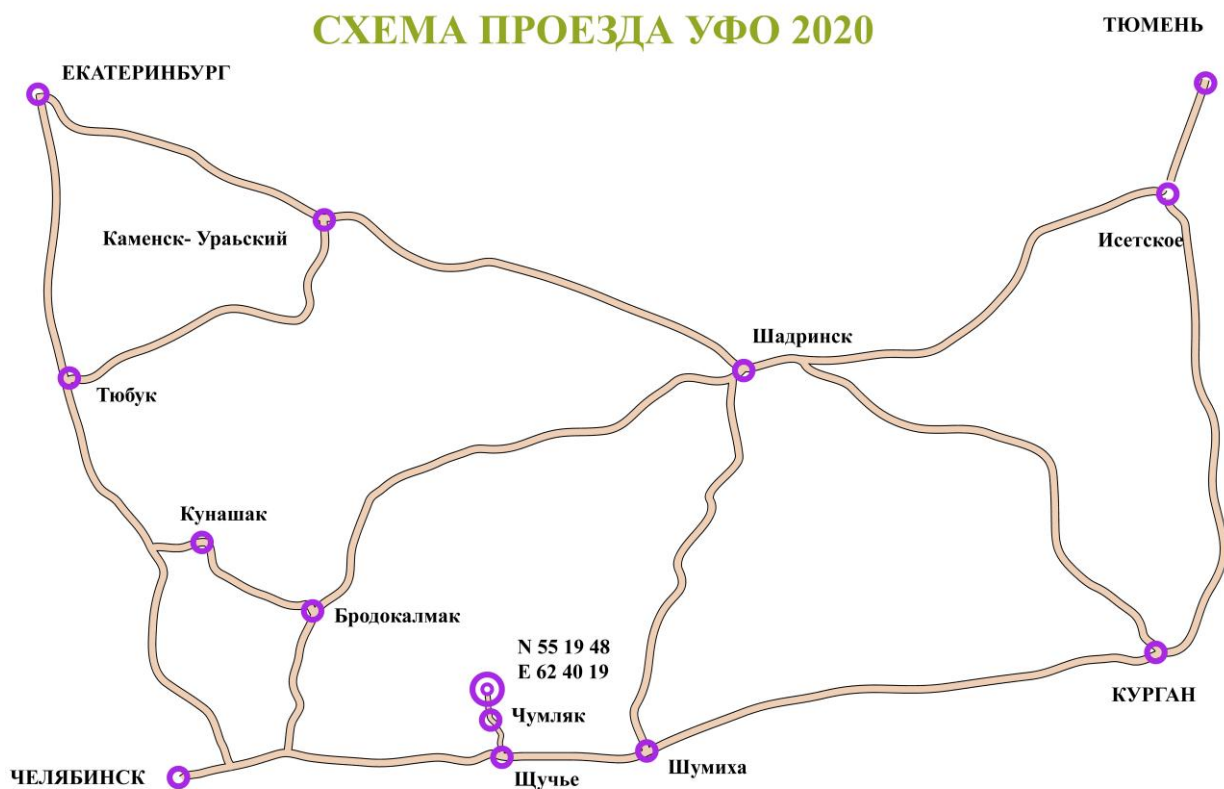 СХЕМА ПРОЕЗДА УФО 2020
ТЮМЕНЬ
ЕКАТЕРИНБУРГ
Каменск- Ураьский
Исетское
Шадринск
Тюбук
Кунашак
Бродокалмак
N 55 19 48
E 62 40 19
КУРГАН
Чумляк
Шумиха
ЧЕЛЯБИНСК
Щучье